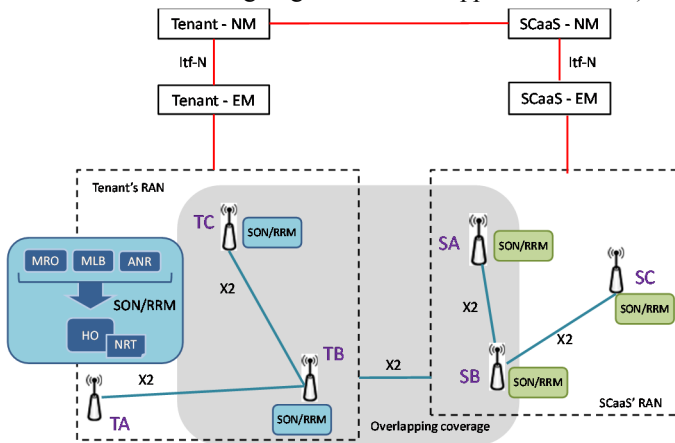 Tenant - NM
SCaaS - NM
Itf-N
Itf-N
Tenant - EM
SCaaS - EM
Tenant's RAN
TC
SON/RRM
SA
SON/RRM
SC
SON/RRM
MRO
MLB
ANR
SON/RRM
HO
NRT
X2
X2
X2
TB
X2
X2
SB
SON/RRM
TA
SON/RRM
SCaaS' RAN
Overlapping coverage